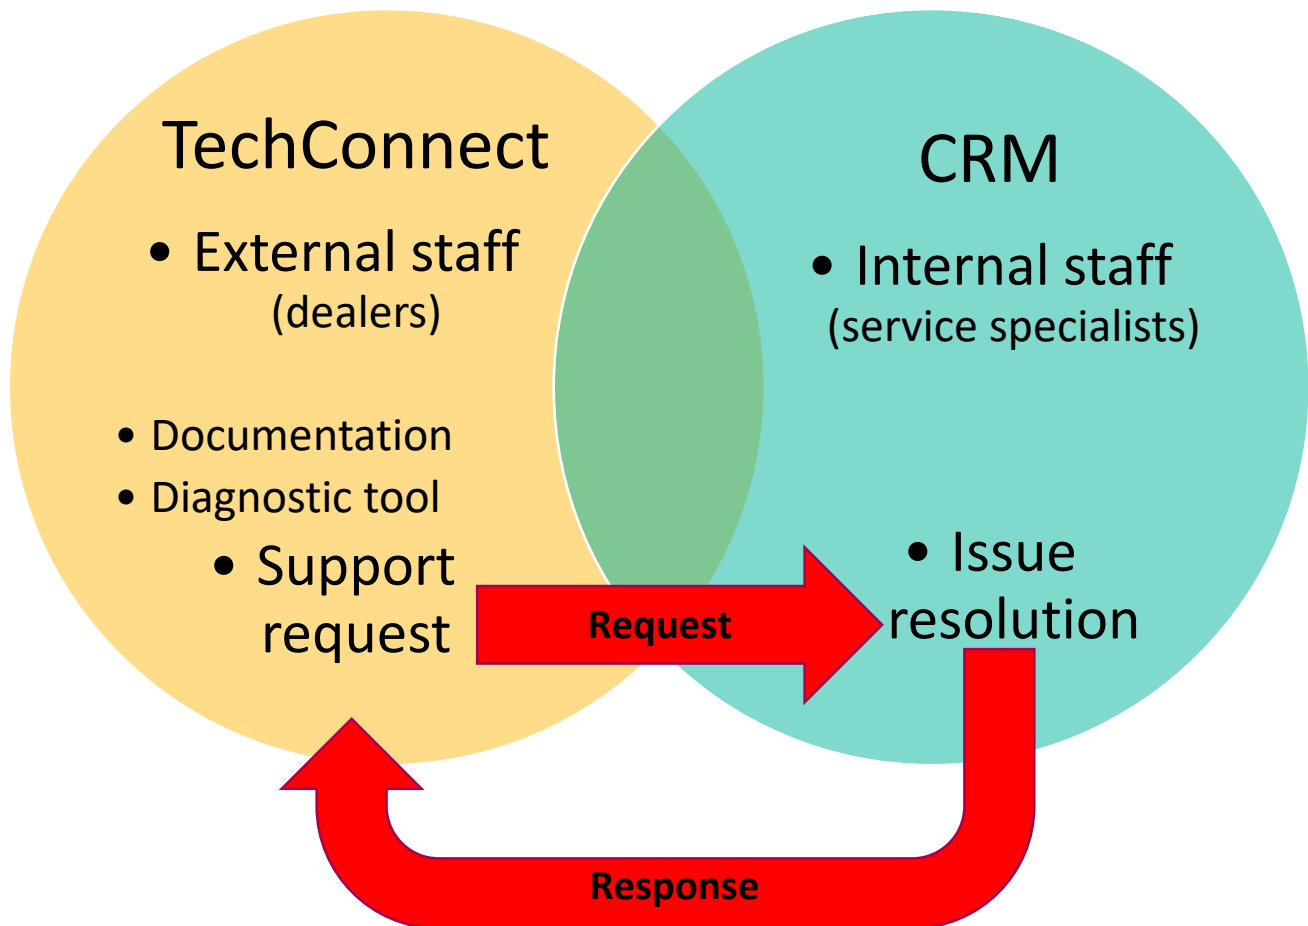 TechConnect
• External staff
(dealers)
• Documentation
• Diagnostic tool
• Support
request
CRM
• Internal staff
(service specialists)
• Issue
resolution
Request
Response